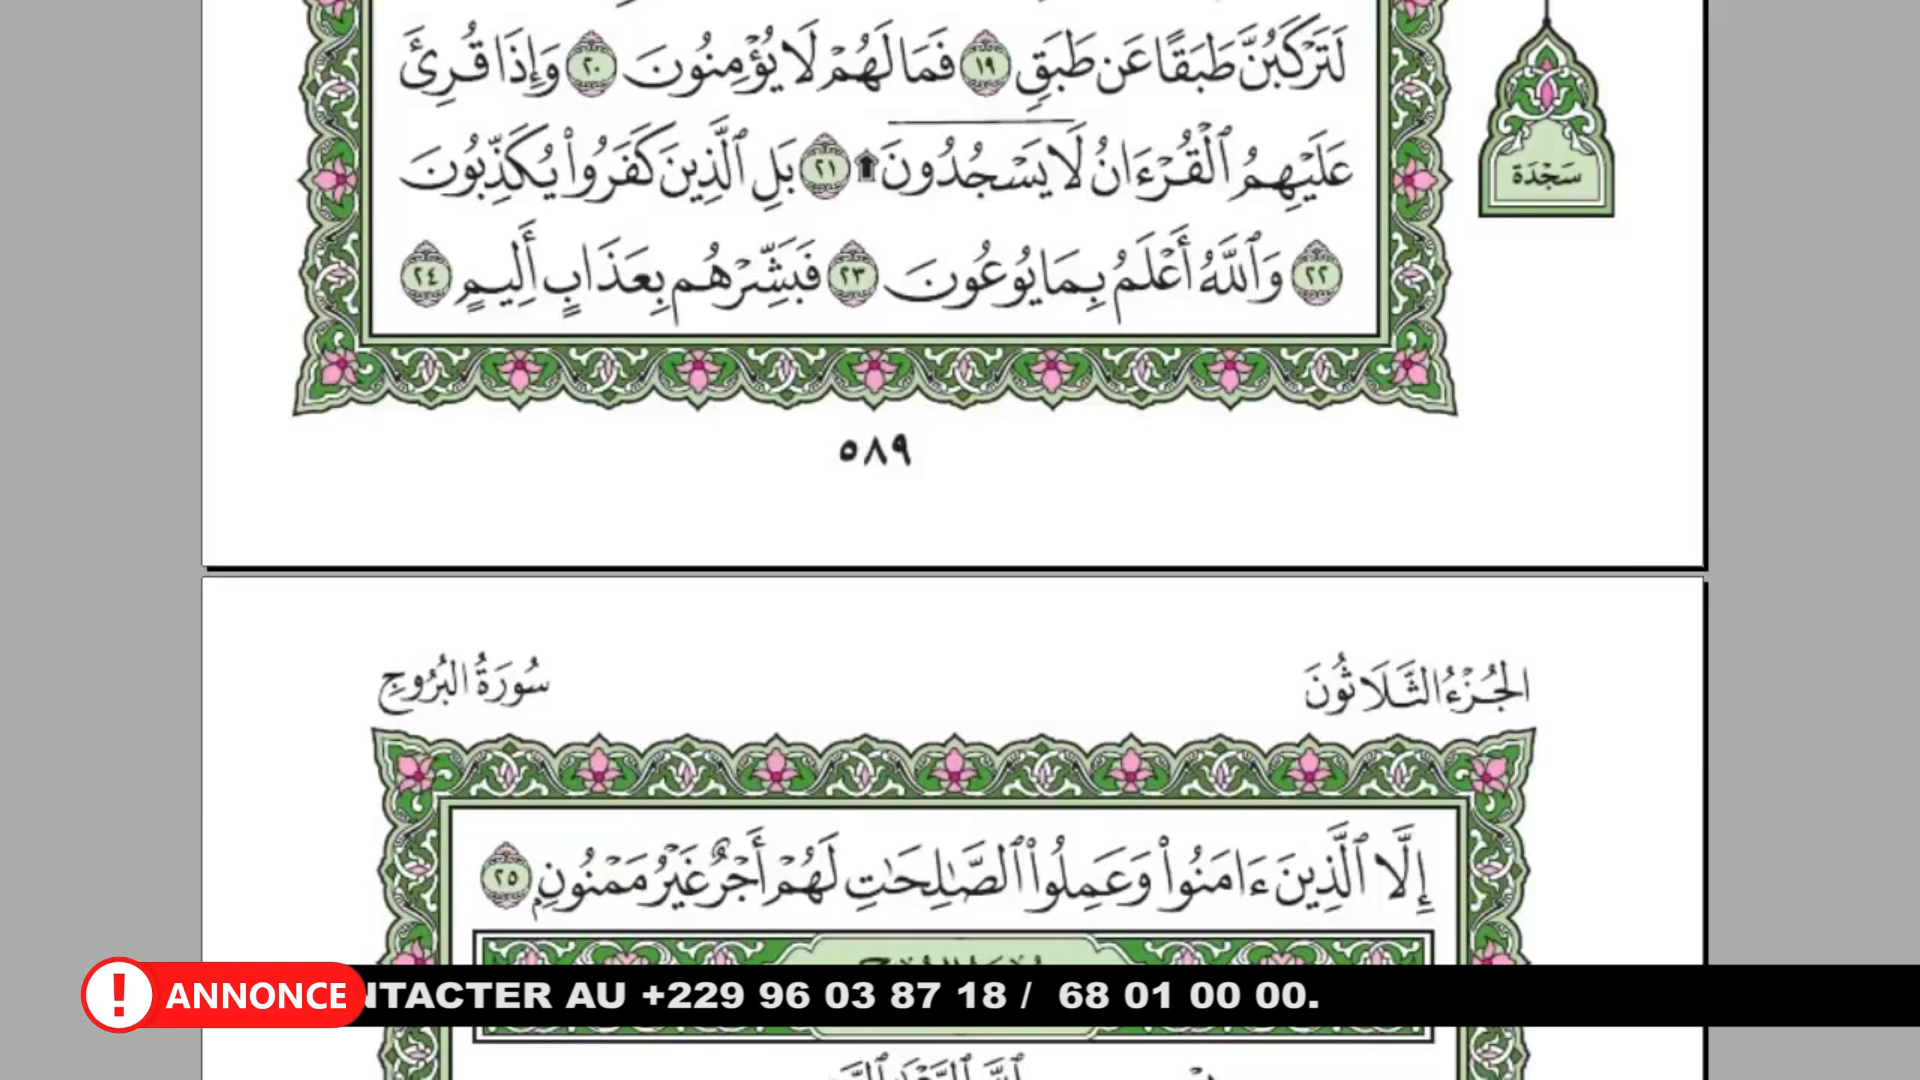 لَتَرْكَبُنَّ طَبَقًا عَن طَبَقٖ ١٩ فَمَا لَهُمۡ لَا يُؤۡمِنُونَ ٢٠ وَإِذَا قُرِئَ
عَلَيۡهِمُ ٱلۡقُرۡءَانُ لَا يَسۡجُدُونَ۩ ٢١ بَلِ ٱلَّذِينَ كَفَرُواْ يُكَذِّبُونَ
٢٢ وَٱللَّهُ أَعۡلَمُ بِمَا يُوعُونَ ٢٣ فَبَشِّرۡهُم بِعَذَابٍ أَلِيمٍ ٢٤
سَجْدَة
٥٨٩
الجُزْءُ الثَّلَاثُونَ
سُورَةُ البُرُوجِ
إِلَّا ٱلَّذِينَ ءَامَنُواْ وَعَمِلُواْ ٱلصَّٰلِحَٰتِ لَهُمۡ أَجۡرٌ غَيۡرُ مَمۡنُونِۭ ٢٥
ANNONCE
NTACTER AU +229 96 03 87 18 / 68 01 00 00.